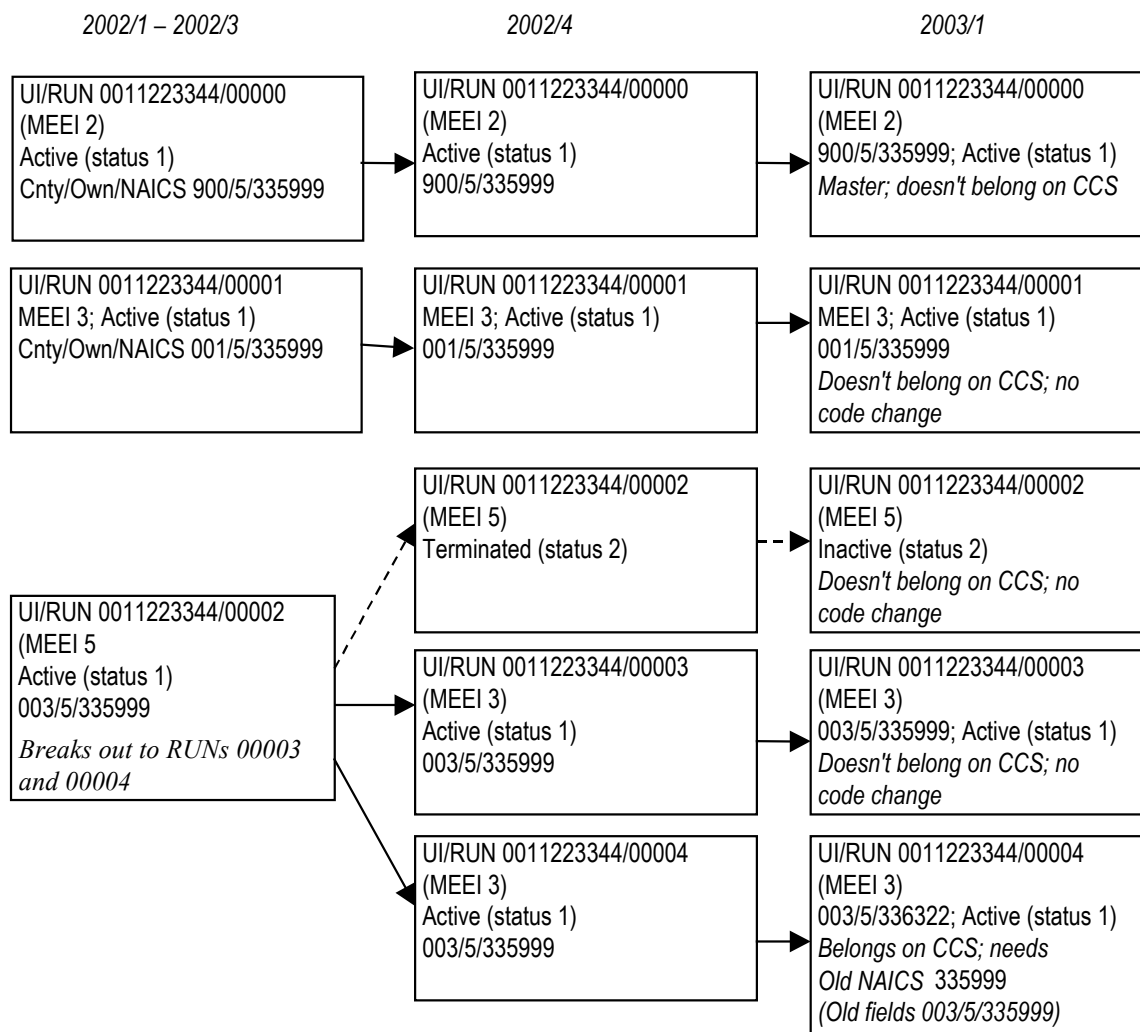 2002/1 – 2002/3
2002/4
2003/1
UI/RUN 0011223344/00000
(MEEI 2)
Active (status 1)
Cnty/Own/NAICS 900/5/335999
UI/RUN 0011223344/00000
(MEEI 2)
Active (status 1)
900/5/335999
UI/RUN 0011223344/00000
(MEEI 2)
900/5/335999; Active (status 1)
Master; doesn't belong on CCS
UI/RUN 0011223344/00001
MEEI 3; Active (status 1)
Cnty/Own/NAICS 001/5/335999
UI/RUN 0011223344/00001
MEEI 3; Active (status 1)
001/5/335999
UI/RUN 0011223344/00001
MEEI 3; Active (status 1)
001/5/335999
Doesn't belong on CCS; no
code change
UI/RUN 0011223344/00002
(MEEI 5)
Terminated (status 2)
UI/RUN 0011223344/00002
(MEEI 5)
Inactive (status 2)
Doesn't belong on CCS; no
code change
UI/RUN 0011223344/00002
(MEEI 5
Active (status 1)
003/5/335999
Breaks out to RUNs 00003
and 00004
UI/RUN 0011223344/00003
(MEEI 3)
Active (status 1)
003/5/335999
UI/RUN 0011223344/00003
(MEEI 3)
003/5/335999; Active (status 1)
Doesn't belong on CCS; no
code change
UI/RUN 0011223344/00004
(MEEI 3)
Active (status 1)
003/5/335999
UI/RUN 0011223344/00004
(MEEI 3)
003/5/336322; Active (status 1)
Belongs on CCS; needs
Old NAICS 335999
(Old fields 003/5/335999)